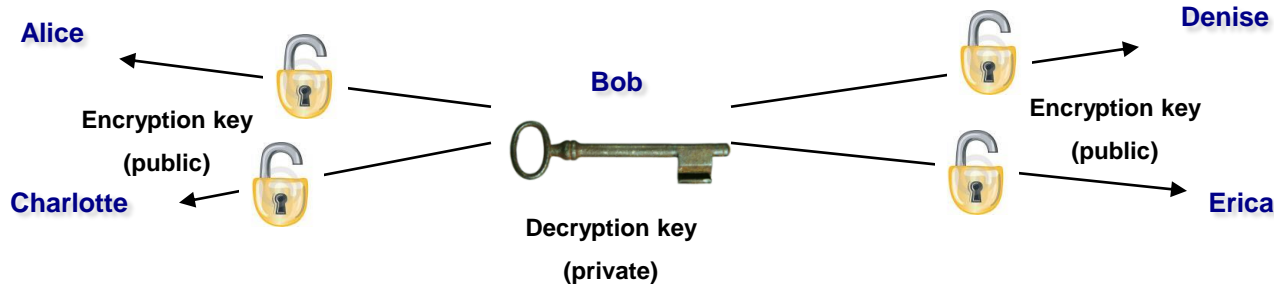 Alice
Denise
Bob
Encryption key
(public)
Encryption key
(public)
Charlotte
Erica
Decryption key
(private)